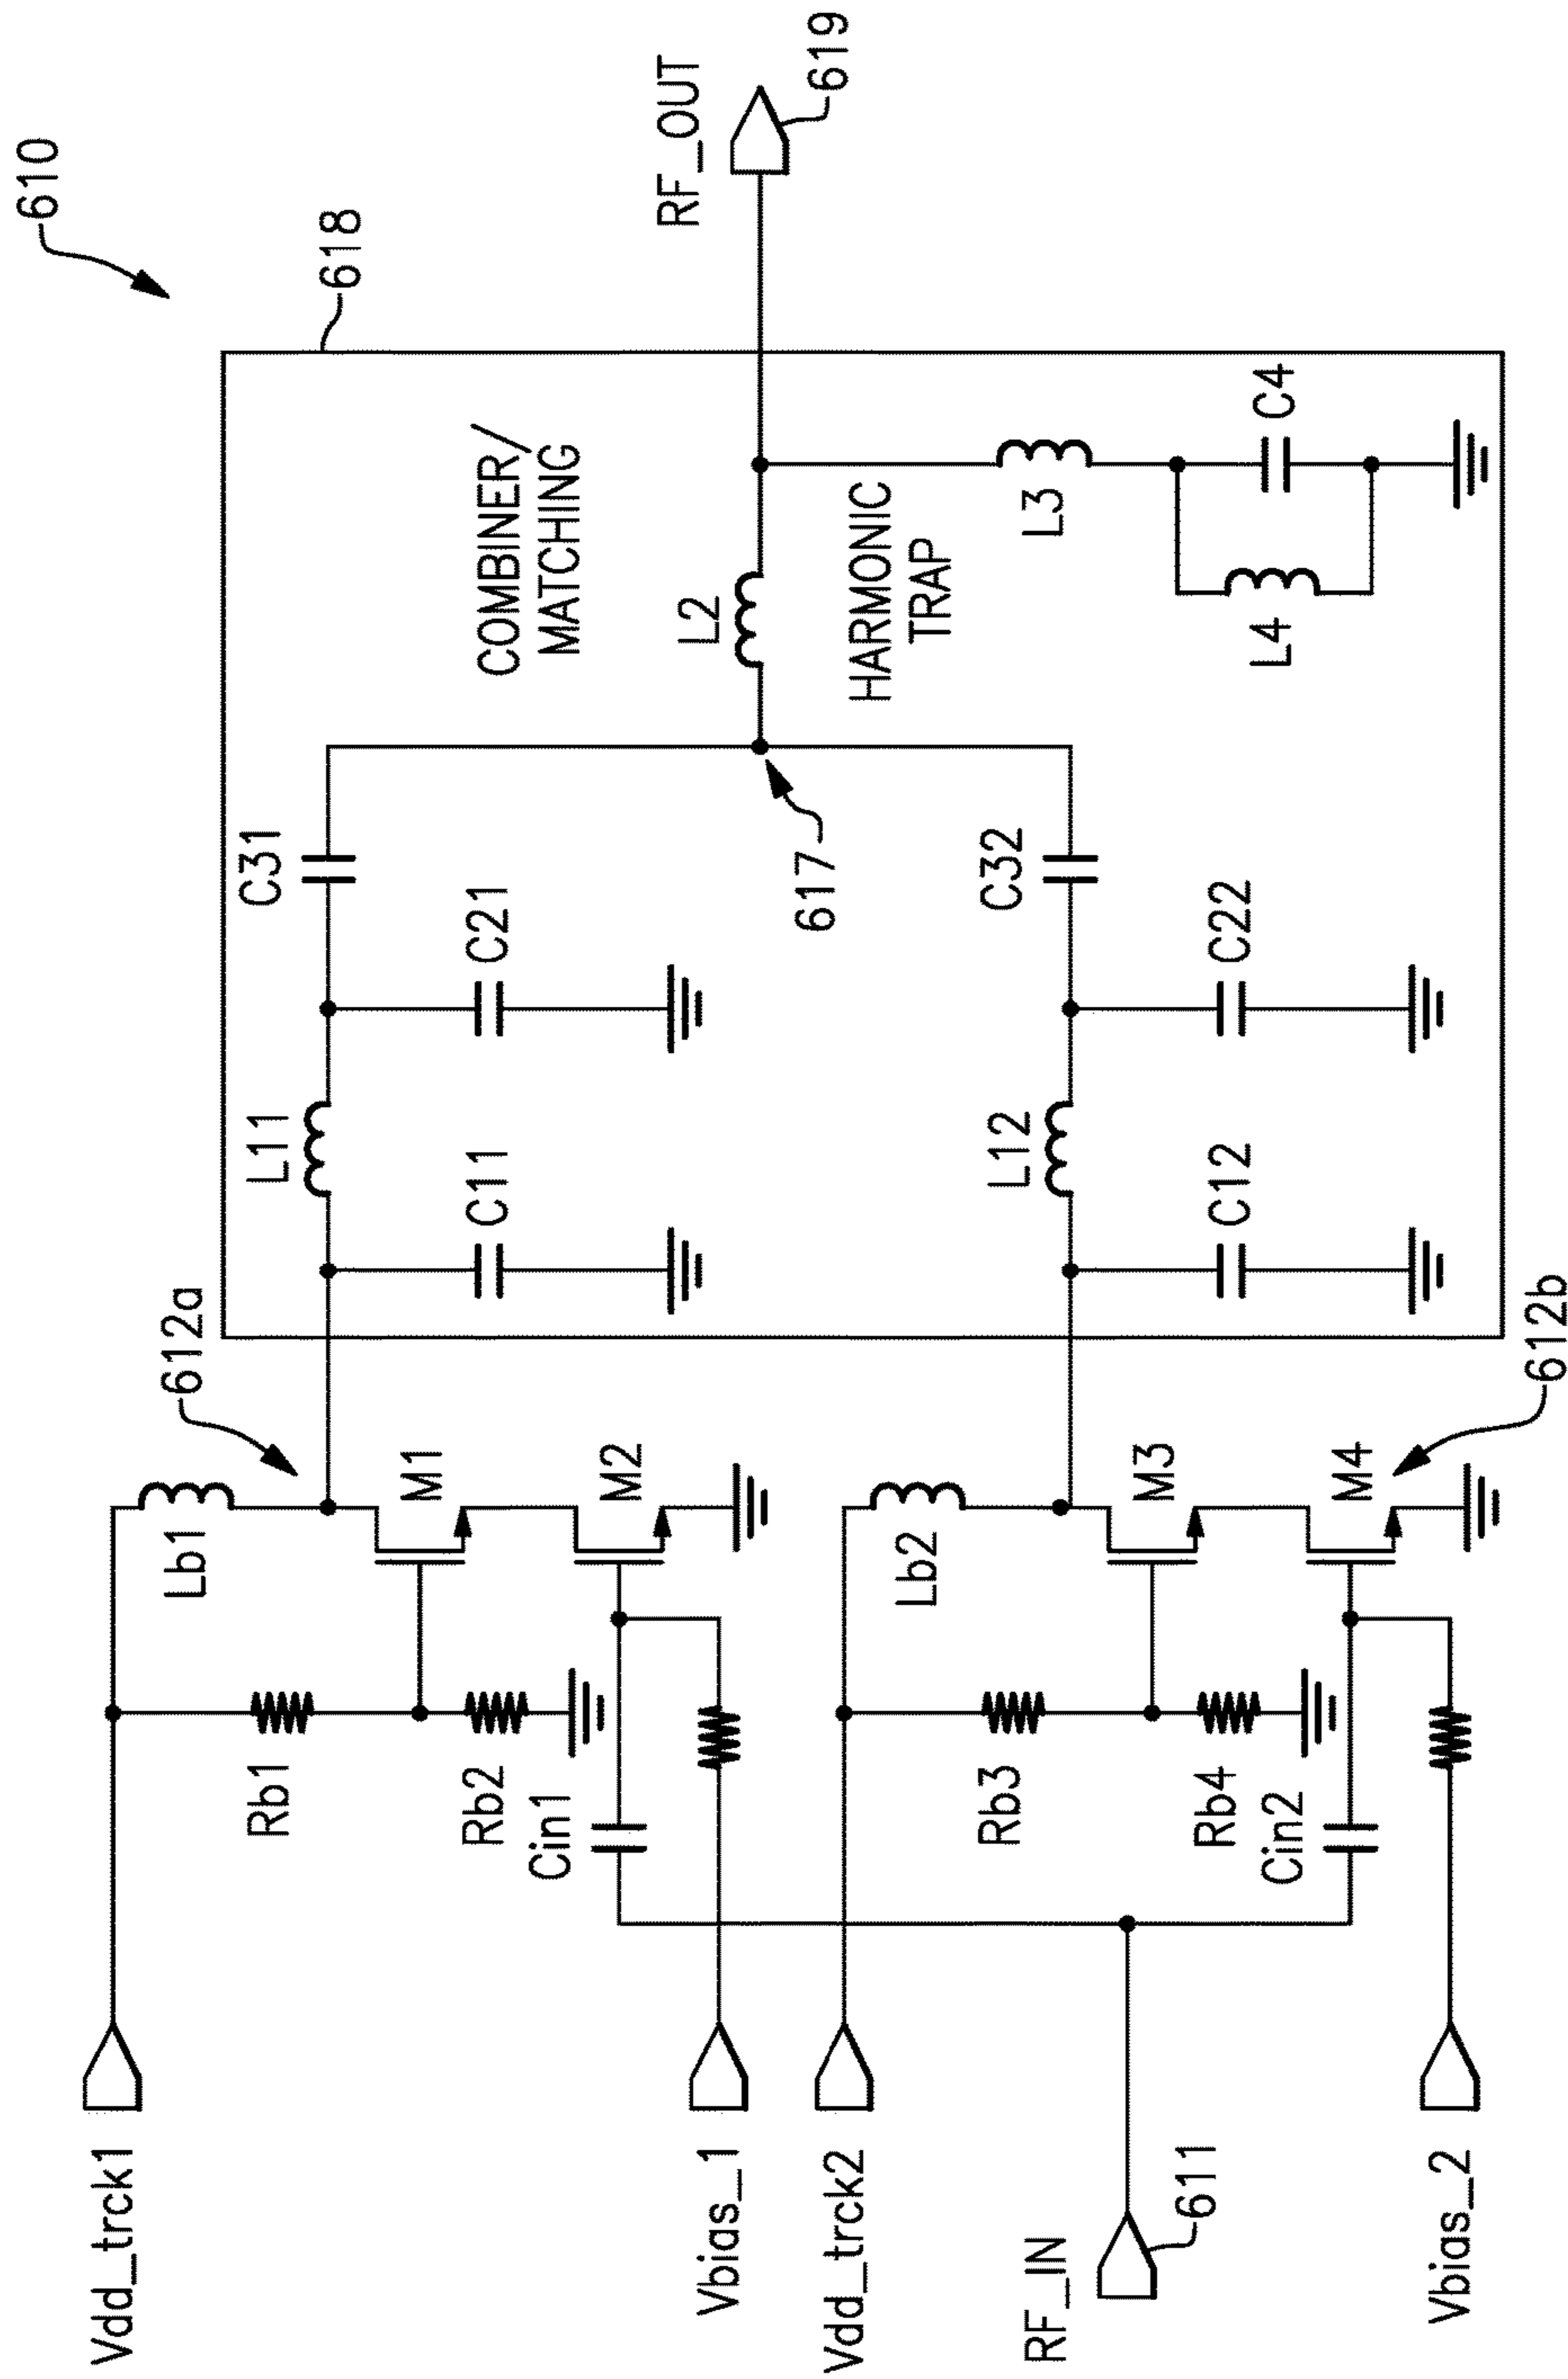 610
618
COMBINER/
MATCHING
RF_OUT
619
C31
L11
C21
C11
L2
617
HARMONIC
TRAP
L3
C4
L4
C32
L12
C22
C12
612a
Lb1
M1
M2
Rb1
Rb2
Cin1
Vdd_trck1
Vbias_1
Lb2
M3
M4
612b
Rb3
Rb4
Cin2
Vdd_trck2
RF_IN
611
Vbias_2